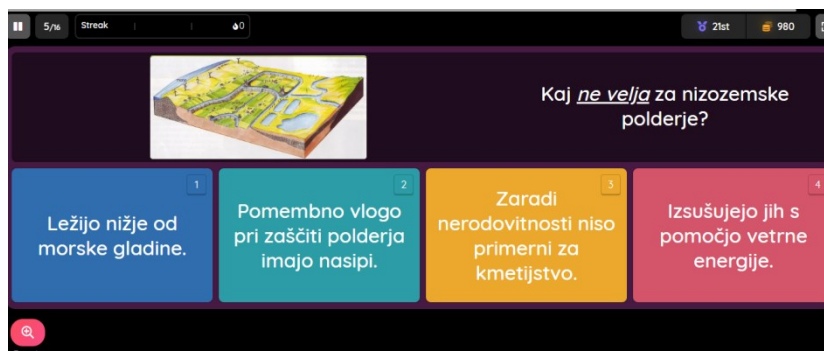 5/16
Streak
0
21st
980
Kaj ne velja za nizozemske
polderje?
1
Ležijo nižje od
morske gladine.
2
Pomembno vlogo
pri zaščiti polderja
imajo nasipi.
3
Zaradi
nerodovitnosti niso
primerni za
kmetijstvo.
4
Izsušujejo jih s
pomočjo vetrne
energije.